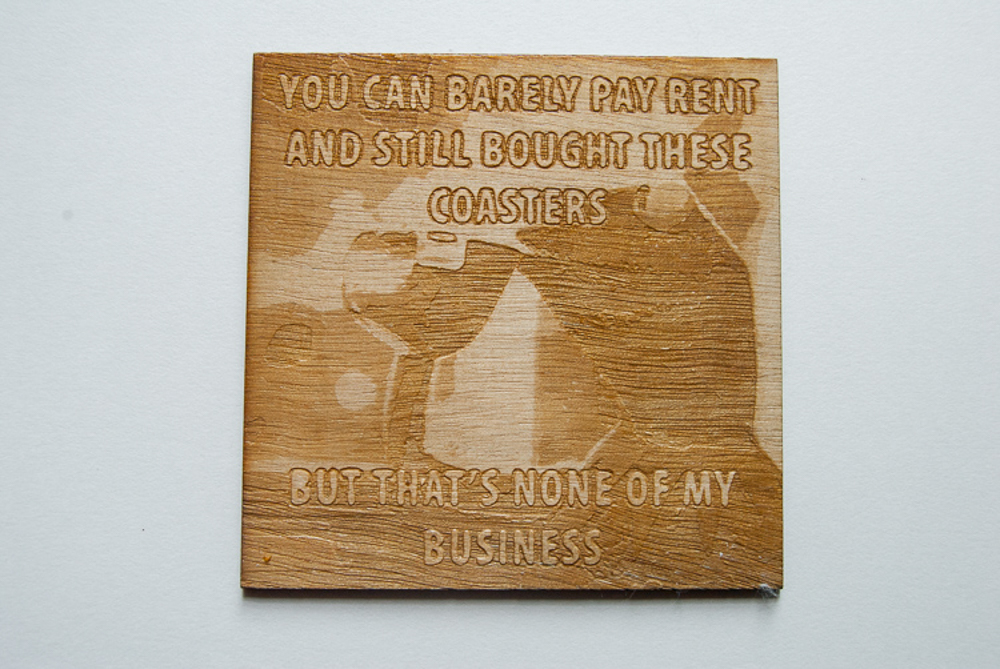 YOU CAN BARELY PAY RENT
AND STILL BOUGHT THESE
COASTERS
BUT THAT'S NONE OF MY
BUSINESS